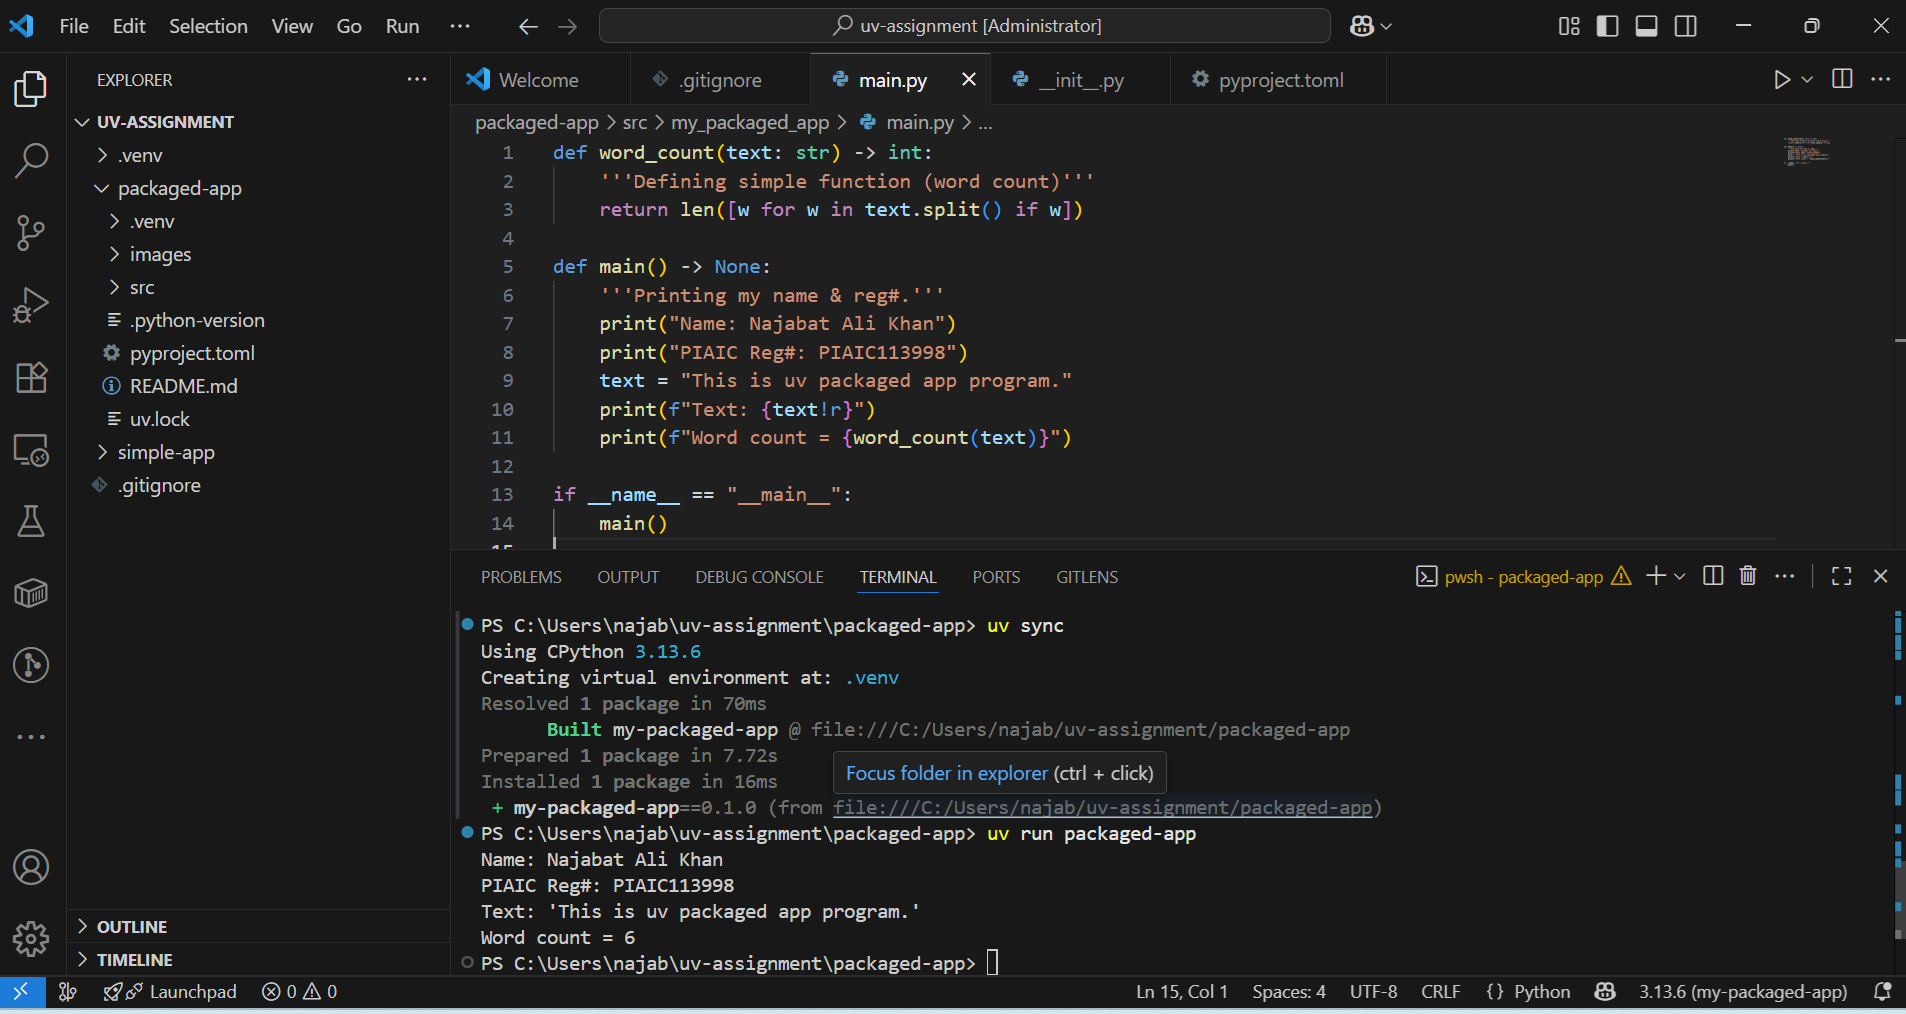 File Edit Selection View Go Run ··· uv-assignment [Administrator]
EXPLORER ···
UV-ASSIGNMENT
.venv
packaged-app
.venv
images
src
.python-version
pyproject.toml
README.md
uv.lock
simple-app
.gitignore
OUTLINE
TIMELINE
Welcome .gitignore main.py __init__.py pyproject.toml
packaged-app > src > my_packaged_app > main.py > ...
1 def word_count(text: str) -> int:
2 '''Defining simple function (word count)'''
3 return len([w for w in text.split() if w])
4
5 def main() -> None:
6 '''Printing my name & reg#.'''
7 print("Name: Najabat Ali Khan")
8 print("PIAIC Reg#: PIAIC113998")
9 text = "This is uv packaged app program."
10 print(f"Text: {text!r}")
11 print(f"Word count = {word_count(text)}")
12
13 if __name__ == "__main__":
14 main()
15
PROBLEMS OUTPUT DEBUG CONSOLE TERMINAL PORTS GITLENS pwsh - packaged-app
PS C:\Users\najab\uv-assignment\packaged-app> uv sync
Using CPython 3.13.6
Creating virtual environment at: .venv
Resolved 1 package in 70ms
Built my-packaged-app @ file:///C:/Users/najab/uv-assignment/packaged-app
Prepared 1 package in 7.72s
Installed 1 package in 16ms
Focus folder in explorer (ctrl + click)
+ my-packaged-app==0.1.0 (from file:///C:/Users/najab/uv-assignment/packaged-app)
PS C:\Users\najab\uv-assignment\packaged-app> uv run packaged-app
Name: Najabat Ali Khan
PIAIC Reg#: PIAIC113998
Text: 'This is uv packaged app program.'
Word count = 6
PS C:\Users\najab\uv-assignment\packaged-app>
Launchpad 0 0 Ln 15, Col 1 Spaces: 4 UTF-8 CRLF {} Python 3.13.6 (my-packaged-app)